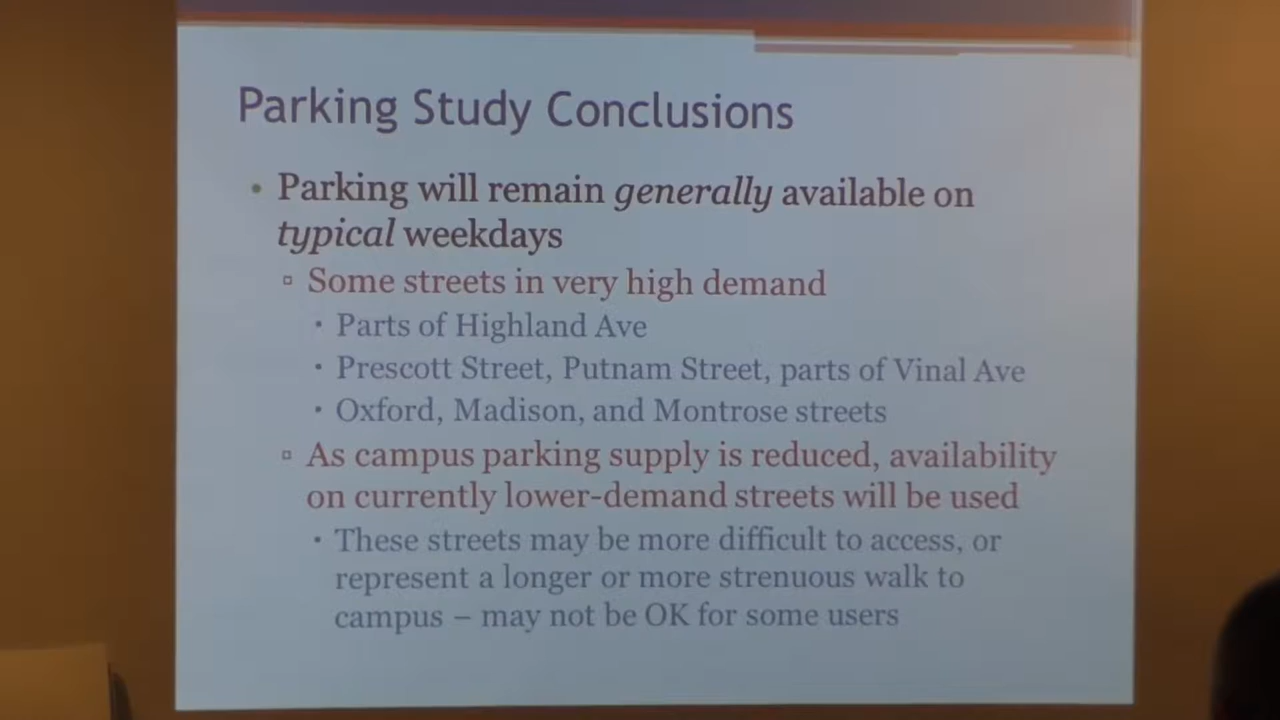 Parking Study Conclusions
• Parking will remain generally available on
typical weekdays
▫ Some streets in very high demand
• Parts of Highland Ave
• Prescott Street, Putnam Street, parts of Vinal Ave
• Oxford, Madison, and Montrose streets
▫ As campus parking supply is reduced, availability
on currently lower-demand streets will be used
• These streets may be more difficult to access, or
represent a longer or more strenuous walk to
campus – may not be OK for some users